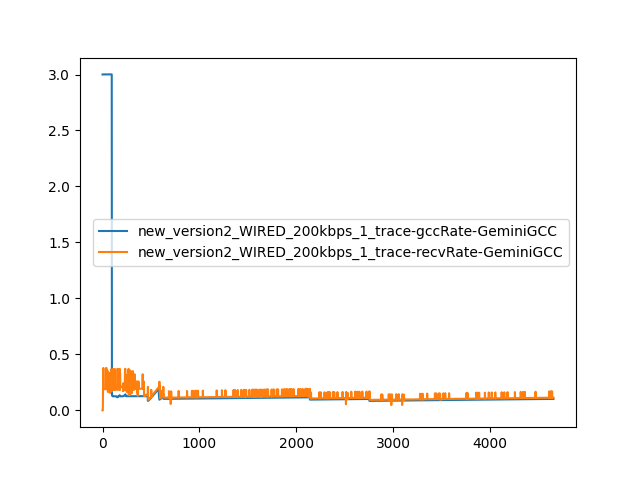 3.0
2.5
2.0
1.5
1.0
0.5
0.0
new_version2_WIRED_200kbps_1_trace-gccRate-GeminiGCC
new_version2_WIRED_200kbps_1_trace-recvRate-GeminiGCC
0 1000 2000 3000 4000